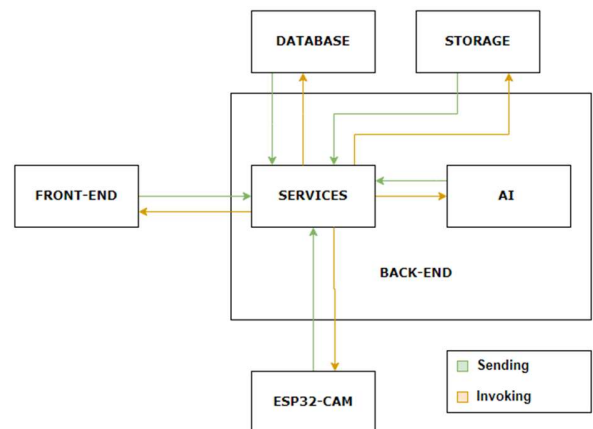 DATABASE
STORAGE
FRONT-END
SERVICES
AI
BACK-END
ESP32-CAM
Sending
Invoking